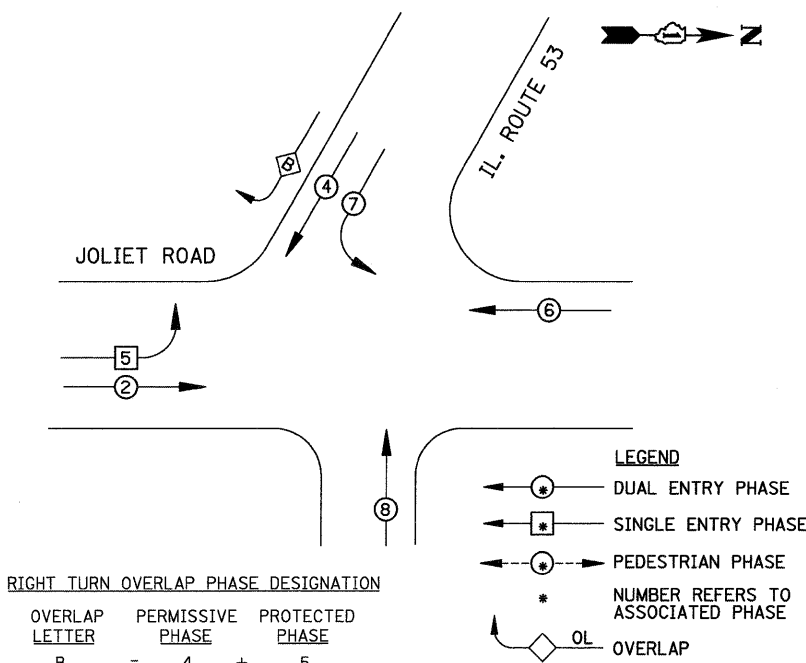 N
IL. ROUTE 53
B
4
7
JOLIET ROAD
6
5
2
8
LEGEND
* DUAL ENTRY PHASE
* SINGLE ENTRY PHASE
* PEDESTRIAN PHASE
* NUMBER REFERS TO
ASSOCIATED PHASE
OL OVERLAP
RIGHT TURN OVERLAP PHASE DESIGNATION
OVERLAP PERMISSIVE PROTECTED
LETTER PHASE PHASE
B = 4 + 5